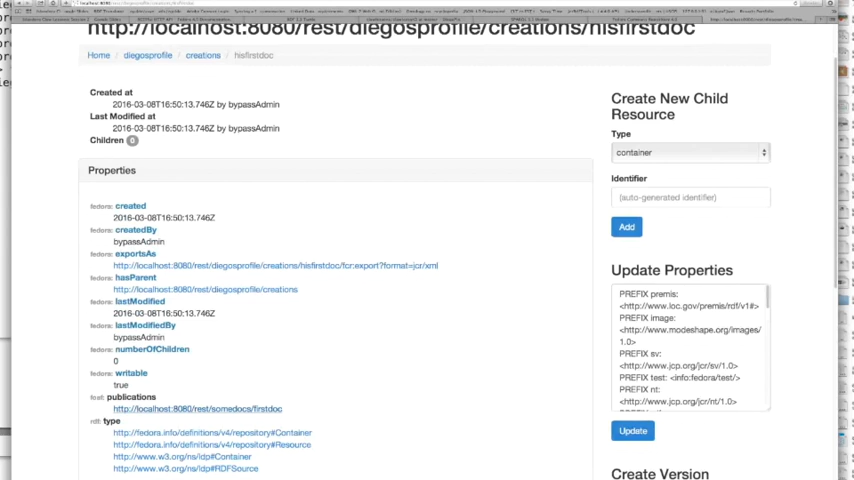 http://localhost:8080/rest/diegosprofile/creations/hisfirstdoc
Home / diegosprofile / creations / hisfirstdoc
Created at
2016-03-08T16:50:13.746Z by bypassAdmin
Last Modified at
2016-03-08T16:50:13.746Z by bypassAdmin
Children 0
Properties
fedora: created
2016-03-08T16:50:13.746Z
fedora: createdBy
bypassAdmin
fedora: exportsAs
http://localhost:8080/rest/diegosprofile/creations/hisfirstdoc/fcr:export?format=jcr/xml
fedora: hasParent
http://localhost:8080/rest/diegosprofile/creations
fedora: lastModified
2016-03-08T16:50:13.746Z
fedora: lastModifiedBy
bypassAdmin
fedora: numberOfChildren
0
fedora: writable
true
foaf: publications
http://localhost:8080/rest/somedocs/firstdoc
rdf: type
http://fedora.info/definitions/v4/repository#Container
http://fedora.info/definitions/v4/repository#Resource
http://www.w3.org/ns/ldp#Container
http://www.w3.org/ns/ldp#RDFSource
Create New Child
Resource
Type
container
Identifier
(auto-generated identifier)
Add
Update Properties
PREFIX premis:
<http://www.loc.gov/premis/rdf/v1#>
PREFIX image:
<http://www.modeshape.org/images/
1.0>
PREFIX sv:
<http://www.jcp.org/jcr/sv/1.0>
PREFIX test: <info:fedora/test/>
PREFIX nt:
<http://www.jcp.org/jcr/nt/1.0>
Update
Create Version